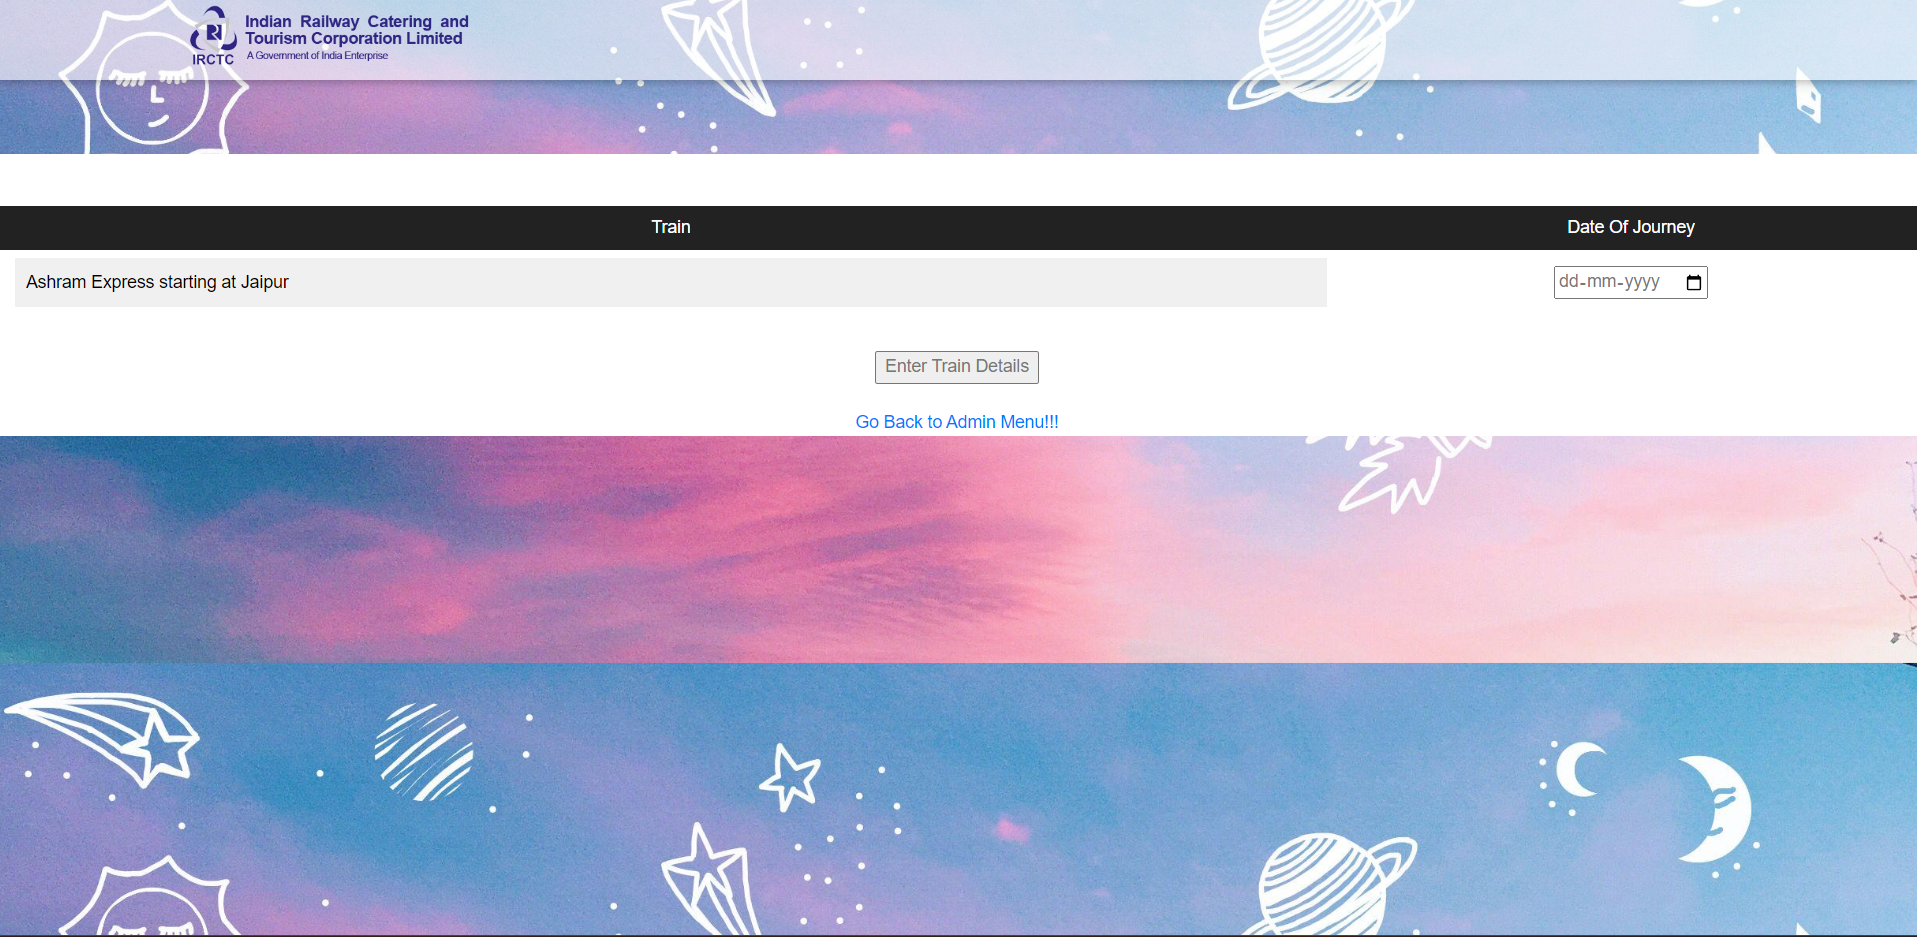 Indian Railway Catering and
Tourism Corporation Limited
A Government of India Enterprise
IRCTC
Train Date Of Journey
Ashram Express starting at Jaipur dd-mm-yyyy
Enter Train Details
Go Back to Admin Menu!!!